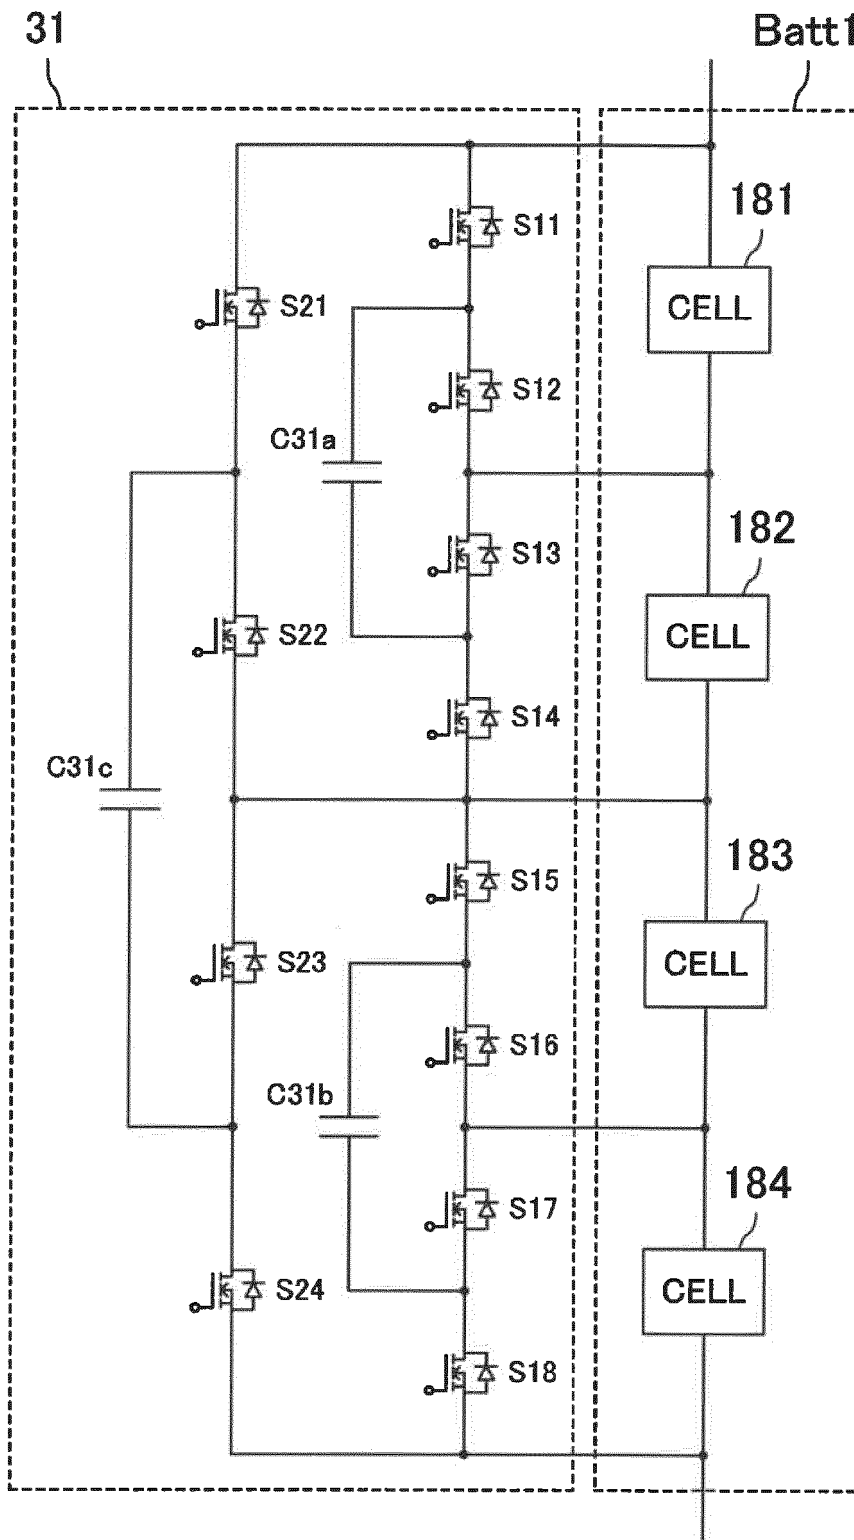 31
Batt1
181
S11
CELL
S21
S12
C31a
182
S13
CELL
S22
S14
C31c
183
S15
CELL
S23
S16
C31b
184
S17
CELL
S24
S18